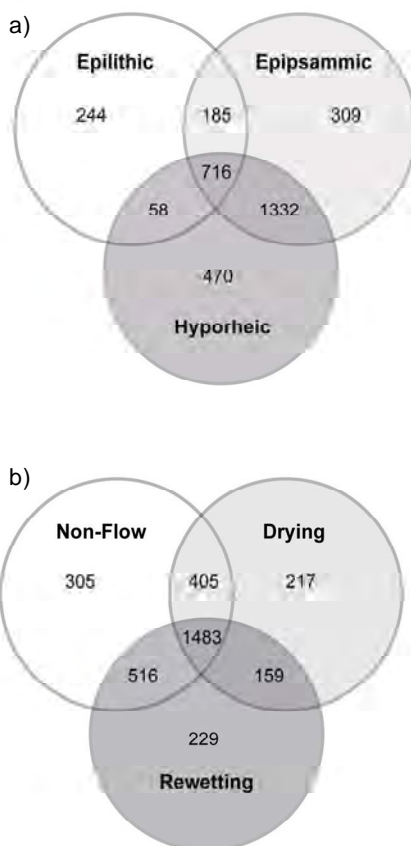 a)
Epilithic Epipsammic
244 185 309
716
58 1332
470
Hyporheic
b)
Non-Flow Drying
305 405 217
1483
516 159
229
Rewetting